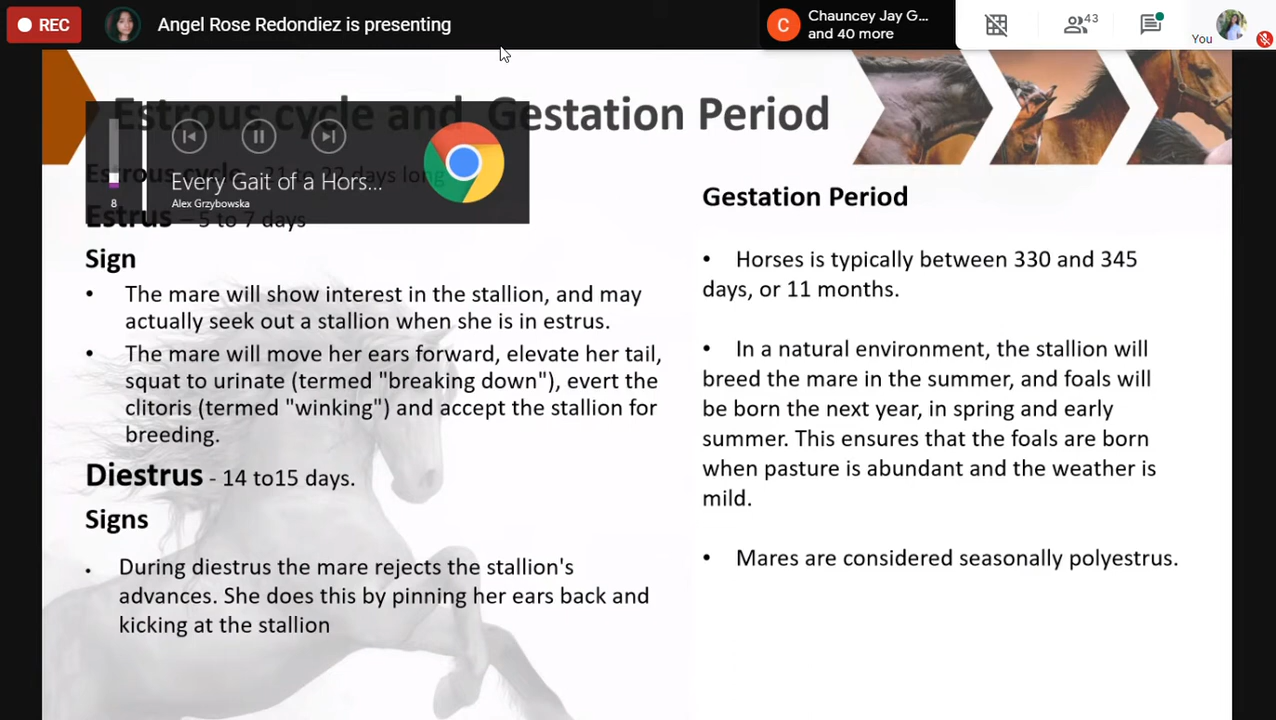 REC
Angel Rose Redondiez is presenting
C
Chauncey Jay G...
and 40 more
43
You
Estrous cycle and Gestation Period
8
Every Gait of a Hors...
Alex Grzybowska
Estrous cycle - 21 to 22 days long
Estrus – 5 to 7 days
Sign
• The mare will show interest in the stallion, and may
actually seek out a stallion when she is in estrus.
• The mare will move her ears forward, elevate her tail,
squat to urinate (termed "breaking down"), evert the
clitoris (termed "winking") and accept the stallion for
breeding.
Diestrus - 14 to15 days.
Signs
• During diestrus the mare rejects the stallion's
advances. She does this by pinning her ears back and
kicking at the stallion
Gestation Period
• Horses is typically between 330 and 345
days, or 11 months.
• In a natural environment, the stallion will
breed the mare in the summer, and foals will
be born the next year, in spring and early
summer. This ensures that the foals are born
when pasture is abundant and the weather is
mild.
• Mares are considered seasonally polyestrus.